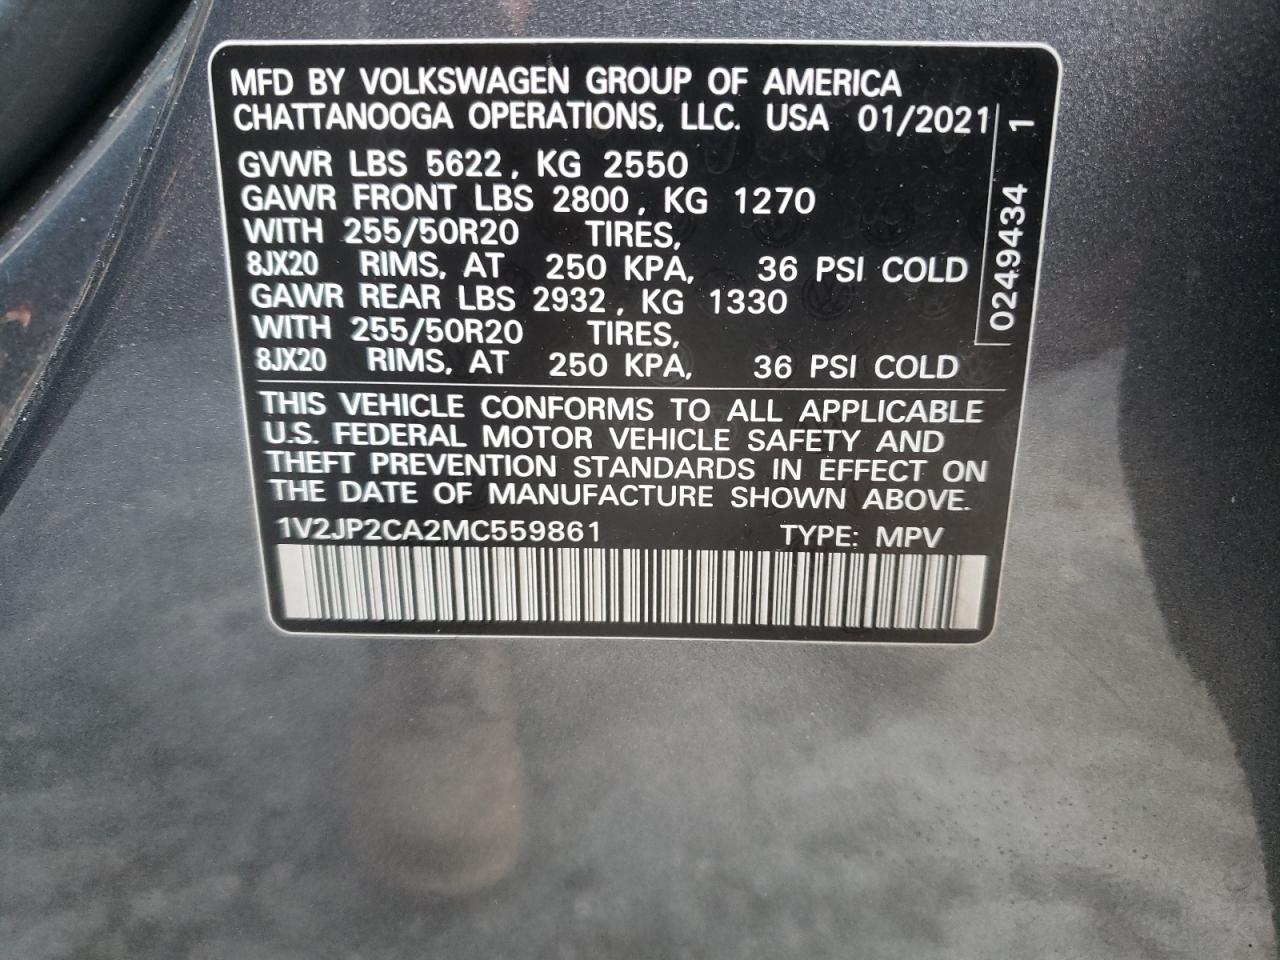 MFD BY VOLKSWAGEN GROUP OF AMERICA
CHATTANOOGA OPERATIONS, LLC. USA 01/2021
GVWR LBS 5622, KG 2550
GAWR FRONT LBS 2800, KG 1270
WITH 255/50R20 TIRES,
8JX20 RIMS, AT 250 KPA, 36 PSI COLD
GAWR REAR LBS 2932, KG 1330
WITH 255/50R20 TIRES,
8JX20 RIMS, AT 250 KPA, 36 PSI COLD
THIS VEHICLE CONFORMS TO ALL APPLICABLE
U.S. FEDERAL MOTOR VEHICLE SAFETY AND
THEFT PREVENTION STANDARDS IN EFFECT ON
THE DATE OF MANUFACTURE SHOWN ABOVE.
1V2JP2CA2MC559861 TYPE: MPV
0249434 1